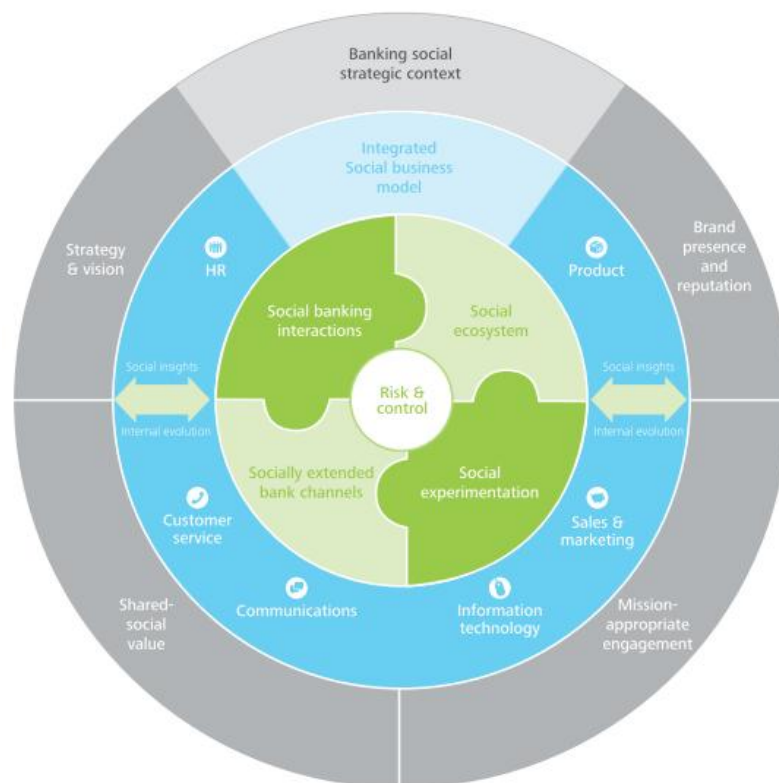 Banking social
strategic context
Integrated
Social business
model
Strategy
& vision
HR
Product
Brand
presence
and
reputation
Social banking
interactions
Social
ecosystem
Social insights
Internal evolution
Risk &
control
Social insights
Internal evolution
Socially extended
bank channels
Social
experimentation
Customer
service
Sales &
marketing
Communications
Information
technology
Shared-
social
value
Mission-
appropriate
engagement